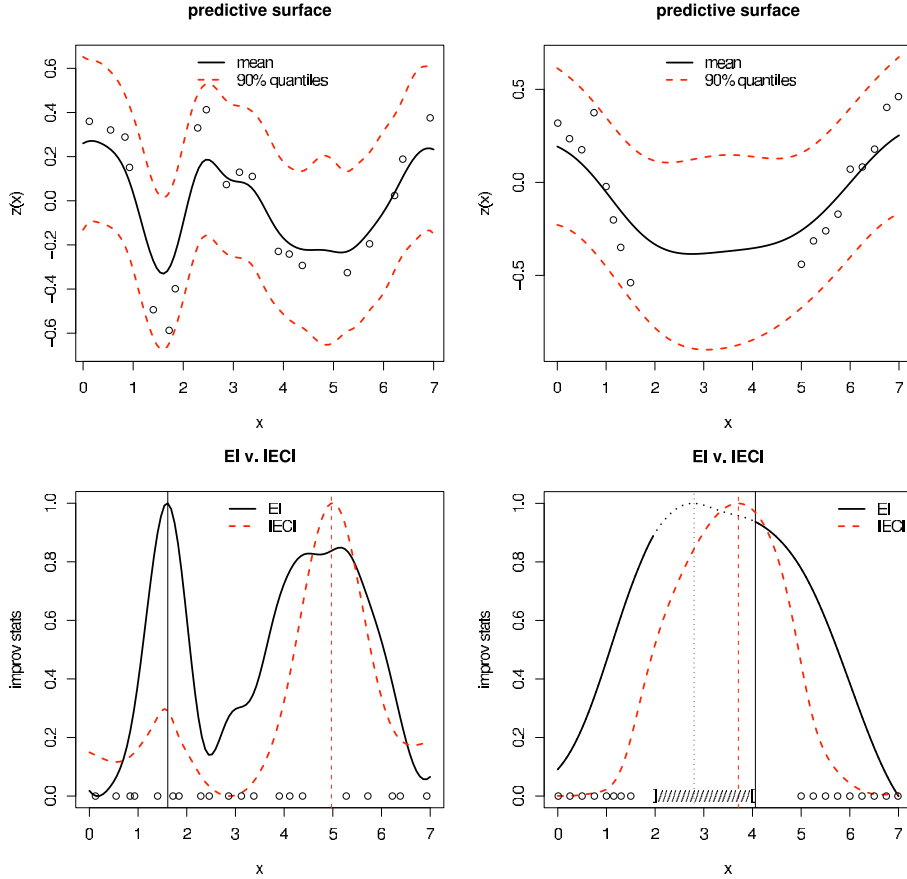 predictive surface
mean
90% quantiles
z(x)
0.6
0.4
0.2
0.0
−0.2
−0.4
−0.6
0 1 2 3 4 5 6 7
x
predictive surface
mean
90% quantiles
z(x)
0.5
0.0
−0.5
0 1 2 3 4 5 6 7
x
EI v. IECI
EI
IECI
improv stats
1.0
0.8
0.6
0.4
0.2
0.0
0 1 2 3 4 5 6 7
x
EI v. IECI
EI
IECI
improv stats
1.0
0.8
0.6
0.4
0.2
0.0
[//////////////////////]
0 1 2 3 4 5 6 7
x